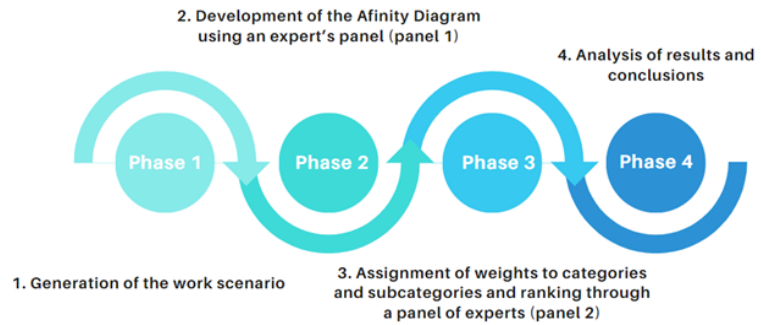 2. Development of the Afinity Diagram
using an expert's panel (panel 1)
4. Analysis of results and
conclusions
Phase 1
Phase 2
Phase 3
Phase 4
1. Generation of the work scenario
3. Assignment of weights to categories
and subcategories and ranking through
a panel of experts (panel 2)